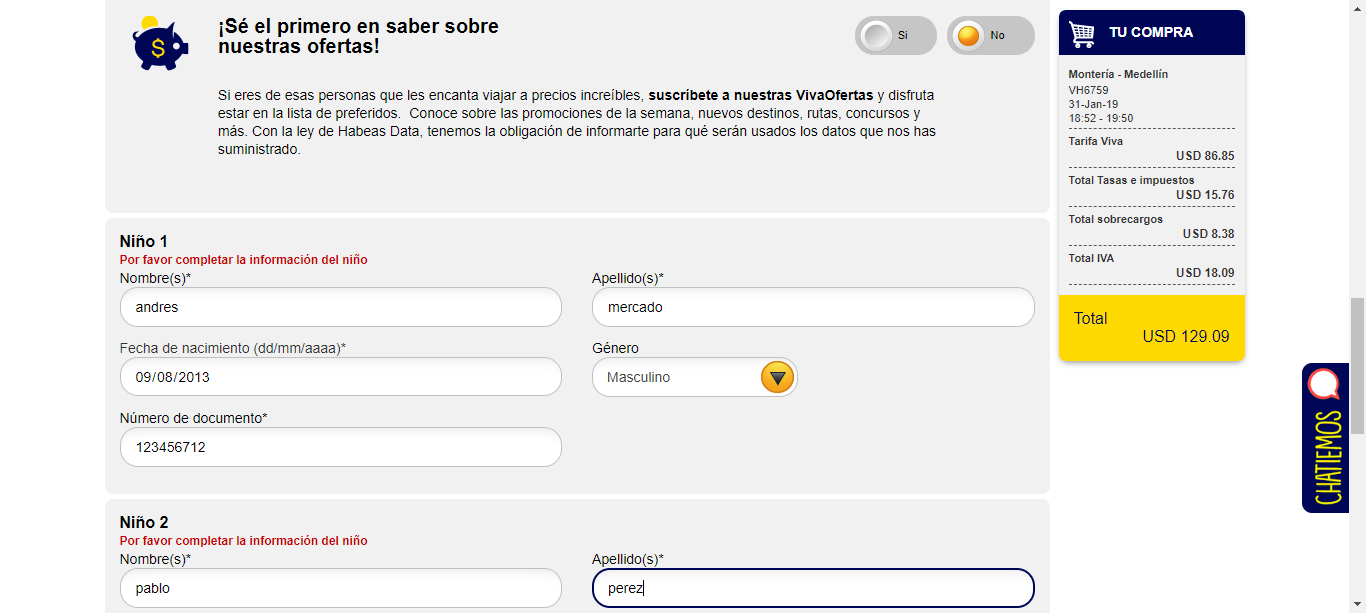 ¡Sé el primero en saber sobre
nuestras ofertas!
Si
No
Si eres de esas personas que les encanta viajar a precios increíbles, suscríbete a nuestras VivaOfertas y disfruta
estar en la lista de preferidos.  Conoce sobre las promociones de la semana, nuevos destinos, rutas, concursos y
más. Con la ley de Habeas Data, tenemos la obligación de informarte para qué serán usados los datos que nos has
suministrado.
Niño 1
Por favor completar la información del niño
Nombre(s)*
Apellido(s)*
andres
mercado
Fecha de nacimiento (dd/mm/aaaa)*
Género
09/08/2013
Masculino
Número de documento*
123456712
Niño 2
Por favor completar la información del niño
Nombre(s)*
Apellido(s)*
pablo
perez
TU COMPRA
Montería - Medellín
VH6759
31-Jan-19
18:52 - 19:50
Tarifa Viva
USD 86.85
Total Tasas e impuestos
USD 15.76
Total sobrecargos
USD 8.38
Total IVA
USD 18.09
Total
USD 129.09
CHATIEMOS